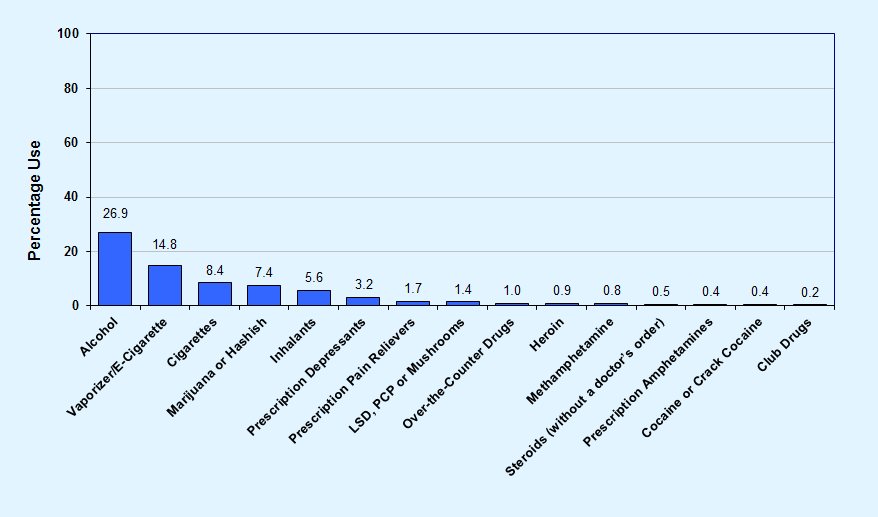 100
80
60
40
20
0
Percentage Use
26.9
14.8
8.4
7.4
5.6
3.2
1.7
1.4
1.0
0.9
0.8
0.5
0.4
0.4
0.2
Alcohol
Vaporizer/E-Cigarette
Cigarettes
Marijuana or Hashish
Inhalants
Prescription Depressants
Prescription Pain Relievers
LSD, PCP or Mushrooms
Over-the-Counter Drugs
Heroin
Methamphetamine
Steroids (without a doctor's order)
Prescription Amphetamines
Cocaine or Crack Cocaine
Club Drugs